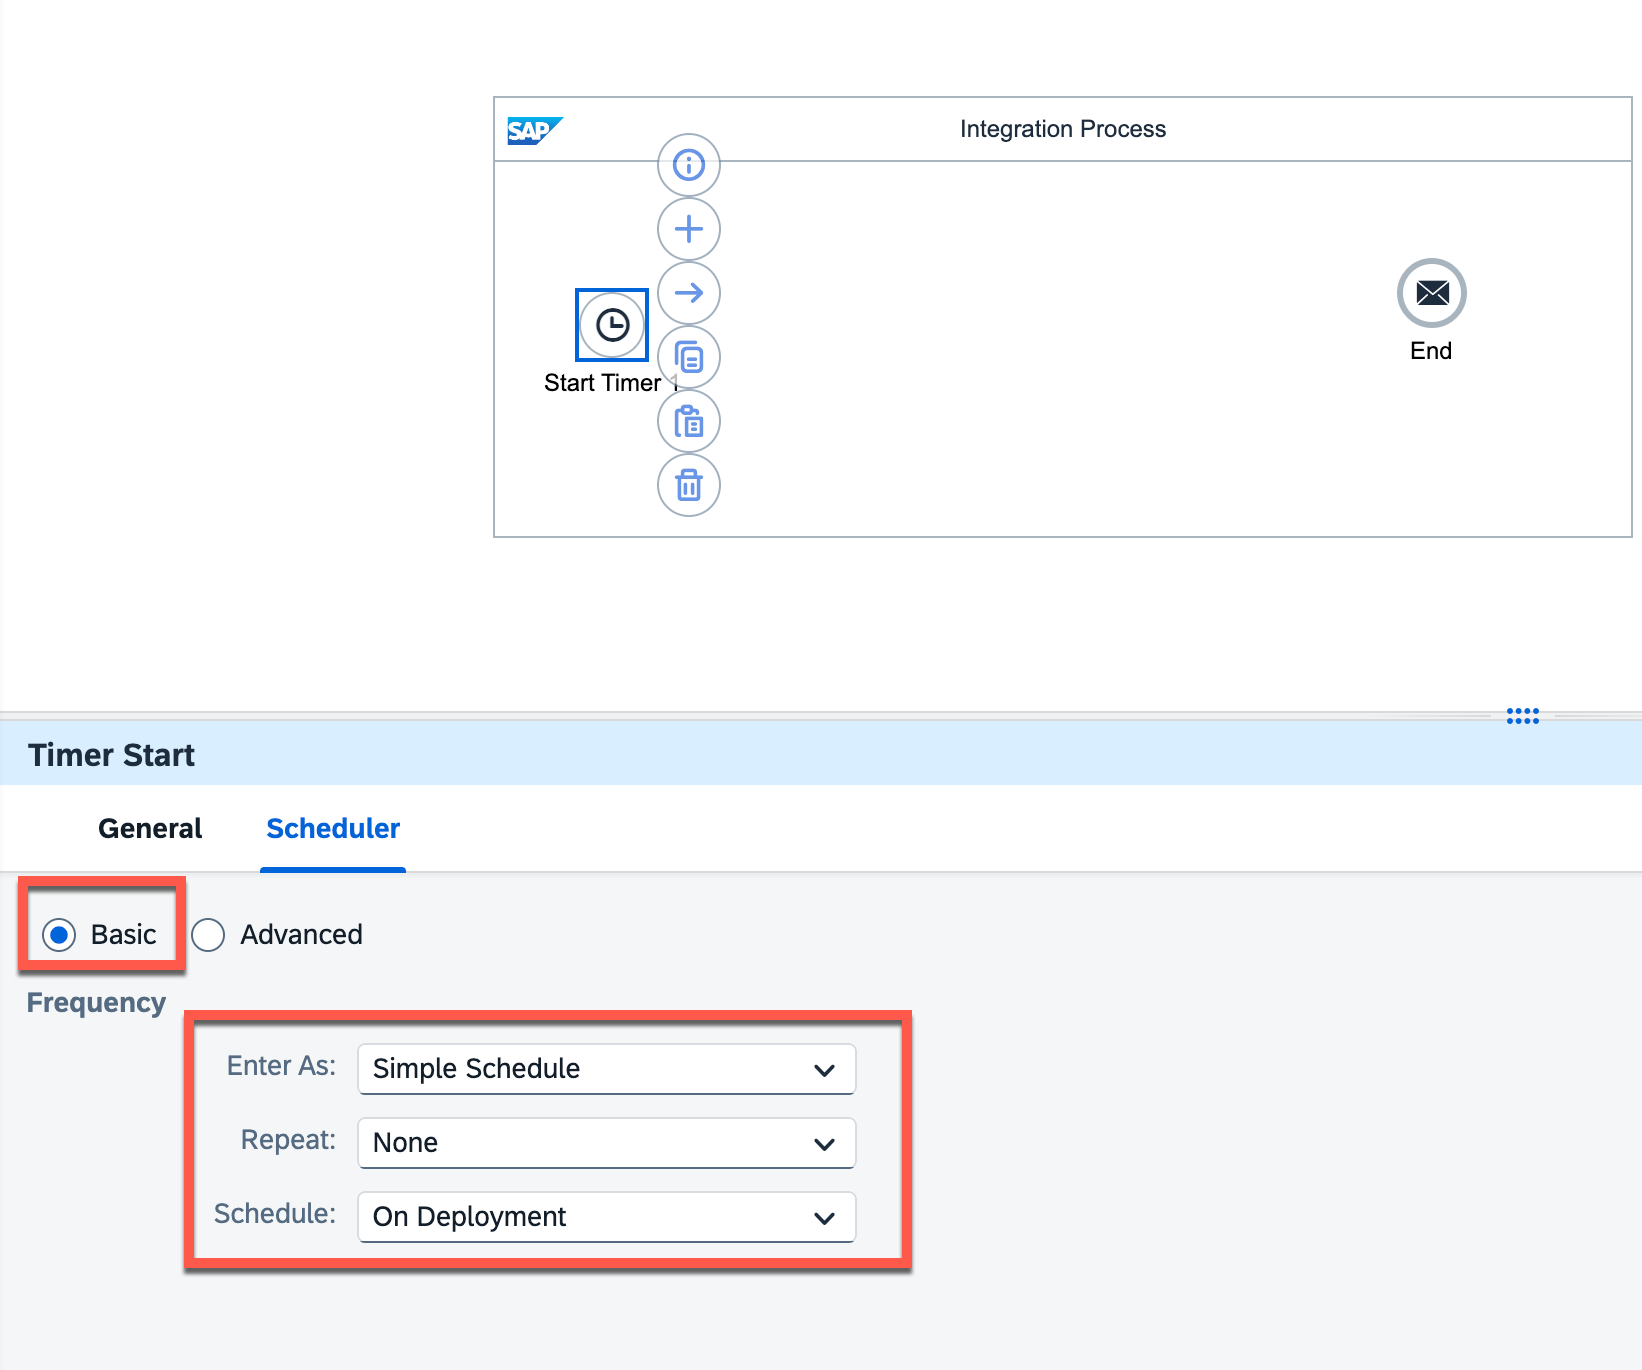 SAP
Integration Process
Start Timer 1
End
Timer Start
General Scheduler
Basic Advanced
Frequency
Enter As: Simple Schedule
Repeat: None
Schedule: On Deployment